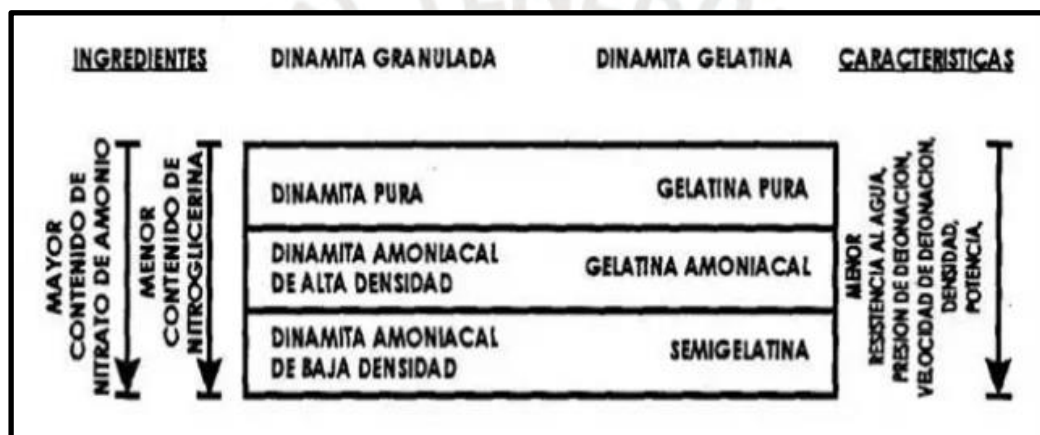 INGREDIENTES
DINAMITA GRANULADA
DINAMITA GELATINA
CARACTERISTICAS
MAYOR
CONTENIDO DE
NITRATO DE AMONIO
MENOR
CONTENIDO DE
NITROGLICERINA
DINAMITA PURA
GELATINA PURA
DINAMITA AMONIACAL
DE ALTA DENSIDAD
GELATINA AMONIACAL
DINAMITA AMONIACAL
DE BAJA DENSIDAD
SEMIGELATINA
MENOR
RESISTENCIA AL AGUA,
PRESION DE DETONACION,
VELOCIDAD DE DETONACION,
DENSIDAD,
POTENCIA,